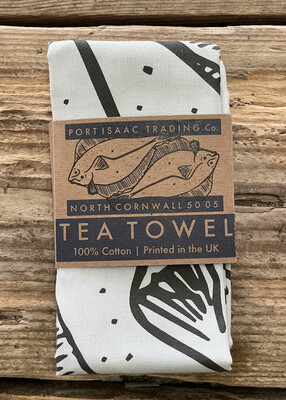 PORT ISAAC TRADING Co.
NORTH CORNWALL 50 05
TEA TOWEL
100% Cotton | Printed in the UK